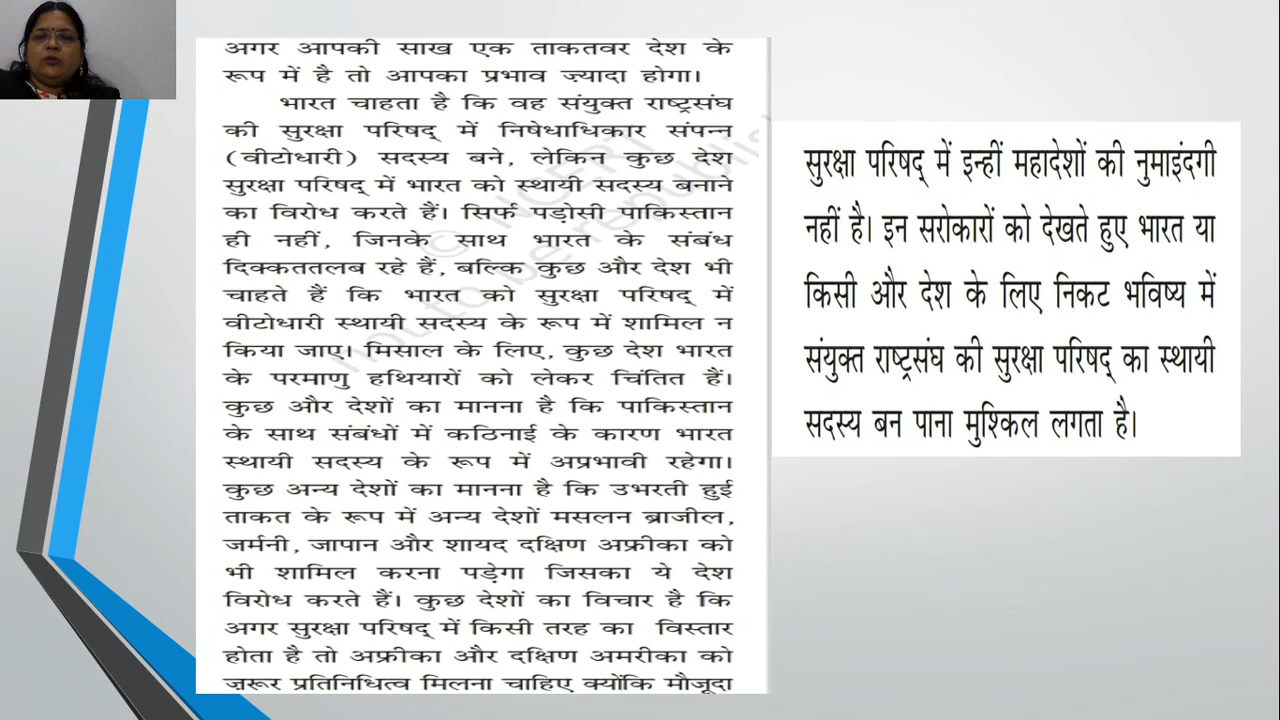 अगर आपकी साख एक ताकतवर देश के
रूप में है तो आपका प्रभाव ज़्यादा होगा।
भारत चाहता है कि वह संयुक्त राष्ट्रसंघ
की सुरक्षा परिषद् में निषेधाधिकार संपन्न
(वीटोधारी) सदस्य बने, लेकिन कुछ देश
सुरक्षा परिषद् में भारत को स्थायी सदस्य बनाने
का विरोध करते हैं। सिर्फ पड़ोसी पाकिस्तान
ही नहीं, जिनके साथ भारत के संबंध
दिक्कततलब रहे हैं, बल्कि कुछ और देश भी
चाहते हैं कि भारत को सुरक्षा परिषद् में
वीटोधारी स्थायी सदस्य के रूप में शामिल न
किया जाए। मिसाल के लिए, कुछ देश भारत
के परमाणु हथियारों को लेकर चिंतित हैं।
कुछ और देशों का मानना है कि पाकिस्तान
के साथ संबंधों में कठिनाई के कारण भारत
स्थायी सदस्य के रूप में अप्रभावी रहेगा।
कुछ अन्य देशों का मानना है कि उभरती हुई
ताकत के रूप में अन्य देशों मसलन ब्राजील,
जर्मनी, जापान और शायद दक्षिण अफ्रीका को
भी शामिल करना पड़ेगा जिसका ये देश
विरोध करते हैं। कुछ देशों का विचार है कि
अगर सुरक्षा परिषद् में किसी तरह का विस्तार
होता है तो अफ्रीका और दक्षिण अमरीका को
ज़रूर प्रतिनिधित्व मिलना चाहिए क्योंकि मौजूदा
© NCERT
not to be republis
सुरक्षा परिषद् में इन्हीं महादेशों की नुमाइंदगी
नहीं है। इन सरोकारों को देखते हुए भारत या
किसी और देश के लिए निकट भविष्य में
संयुक्त राष्ट्रसंघ की सुरक्षा परिषद् का स्थायी
सदस्य बन पाना मुश्किल लगता है।